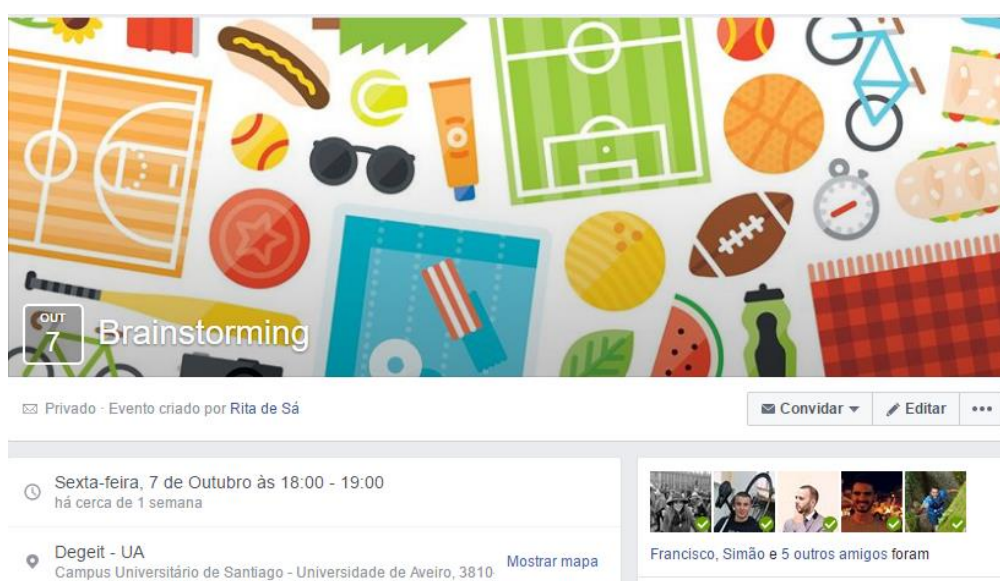 OUT
7
Brainstorming
Privado · Evento criado por Rita de Sá
Convidar
Editar
Sexta-feira, 7 de Outubro às 18:00 - 19:00
há cerca de 1 semana
Degeit - UA
Campus Universitário de Santiago - Universidade de Aveiro, 3810-
Mostrar mapa
Francisco, Simão e 5 outros amigos foram